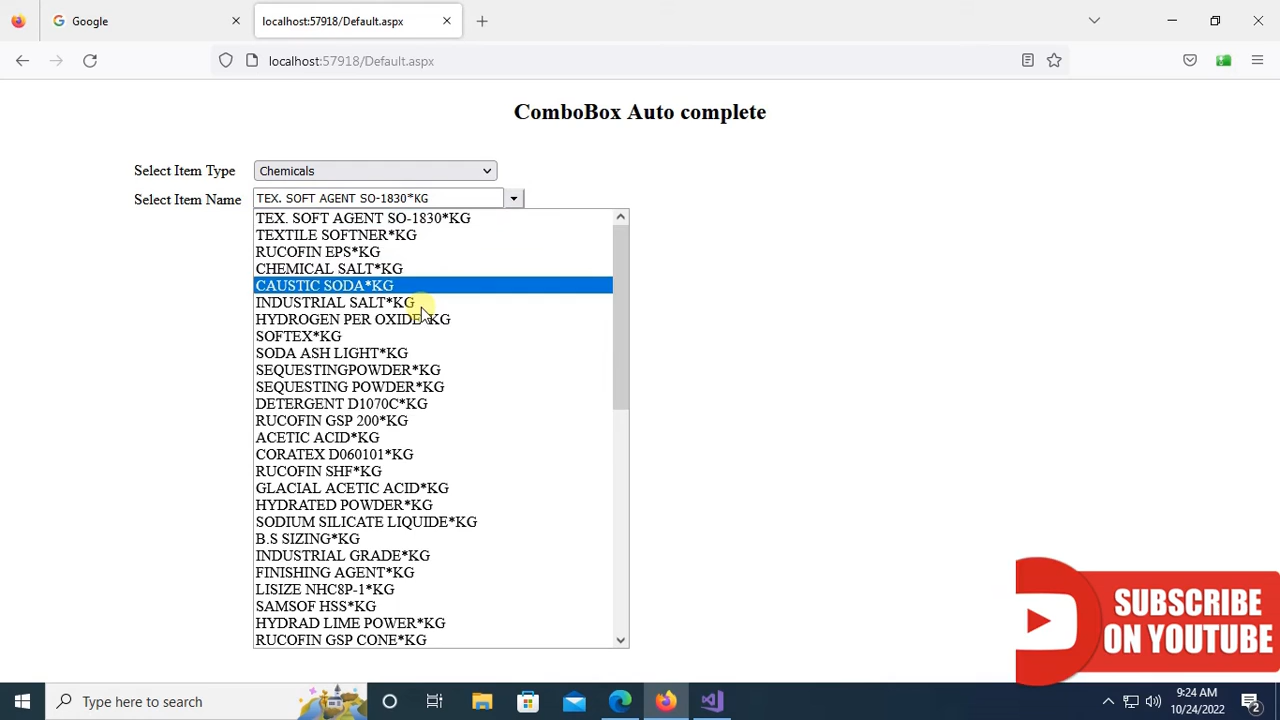 Google
localhost:57918/Default.aspx
localhost:57918/Default.aspx
ComboBox Auto complete
Select Item Type
Chemicals
Select Item Name
TEX. SOFT AGENT SO-1830*KG
TEX. SOFT AGENT SO-1830*KG
TEXTILE SOFTNER*KG
RUCOFIN EPS*KG
CHEMICAL SALT*KG
CAUSTIC SODA*KG
INDUSTRIAL SALT*KG
HYDROGEN PER OXIDE*KG
SOFTEX*KG
SODA ASH LIGHT*KG
SEQUESTINGPOWDER*KG
SEQUESTING POWDER*KG
DETERGENT D1070C*KG
RUCOFIN GSP 200*KG
ACETIC ACID*KG
CORATEX D060101*KG
RUCOFIN SHF*KG
GLACIAL ACETIC ACID*KG
HYDRATED POWDER*KG
SODIUM SILICATE LIQUIDE*KG
B.S SIZING*KG
INDUSTRIAL GRADE*KG
FINISHING AGENT*KG
LISIZE NHC8P-1*KG
SAMSOF HSS*KG
HYDRAD LIME POWER*KG
RUCOFIN GSP CONE*KG
SUBSCRIBE
ON YOUTUBE
Type here to search
9:24 AM
10/24/2022
2